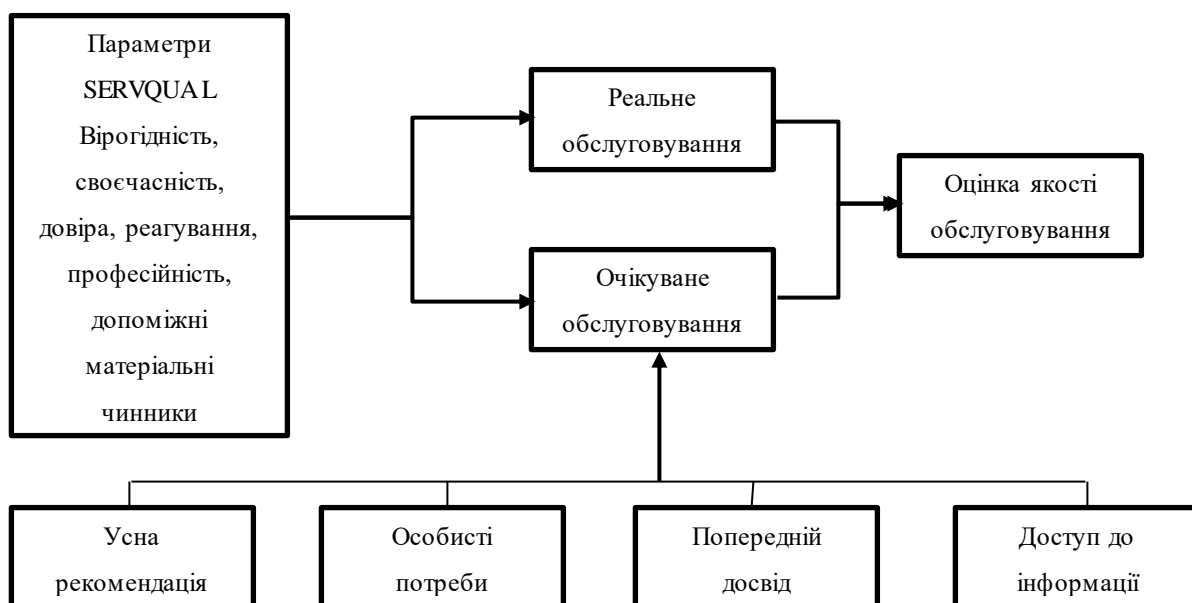 Параметри
SERVQUAL
Вірогідність,
своєчасність,
довіра, реагування,
професійність,
допоміжні
матеріальні
чинники
Реальне
обслуговування
Очікуване
обслуговування
Оцінка якості
обслуговування
Усна
рекомендація
Особисті
потреби
Попередній
досвід
Доступ до
інформації